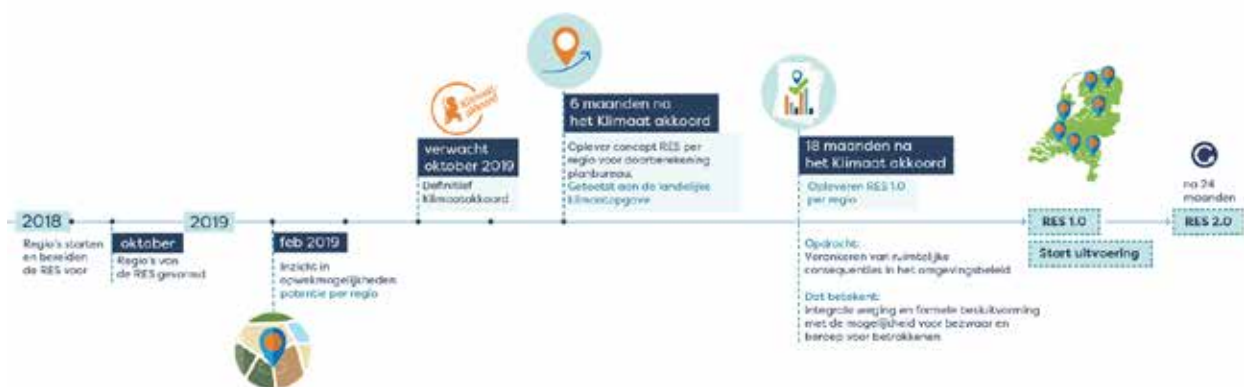 2018
Regio's starten
en bereiden
de RES voor
oktober
Regio's van
de RES gevormd
2019
feb 2019
Inzicht in
opwekmogelijkheden
potentie per regio
Klimaat
akkoord
verwacht
oktober 2019
Definitief
Klimaatakkoord
6 maanden na
het Klimaat akkoord
Oplever concept RES per
regio voor doorberekening
planbureau.
Getoetst aan de landelijke
klimaatopgave
18 maanden na
het Klimaat akkoord
Opleveren RES 1.0
per regio
Opdracht:
Verankeren van ruimtelijke
consequenties in het omgevingsbeleid
Dat betekent:
Integrale weging en formele besluitvorming
met de mogelijkheid voor bezwaar en
beroep voor betrokkenen
RES 1.0
Start uitvoering
na 24
maanden
RES 2.0